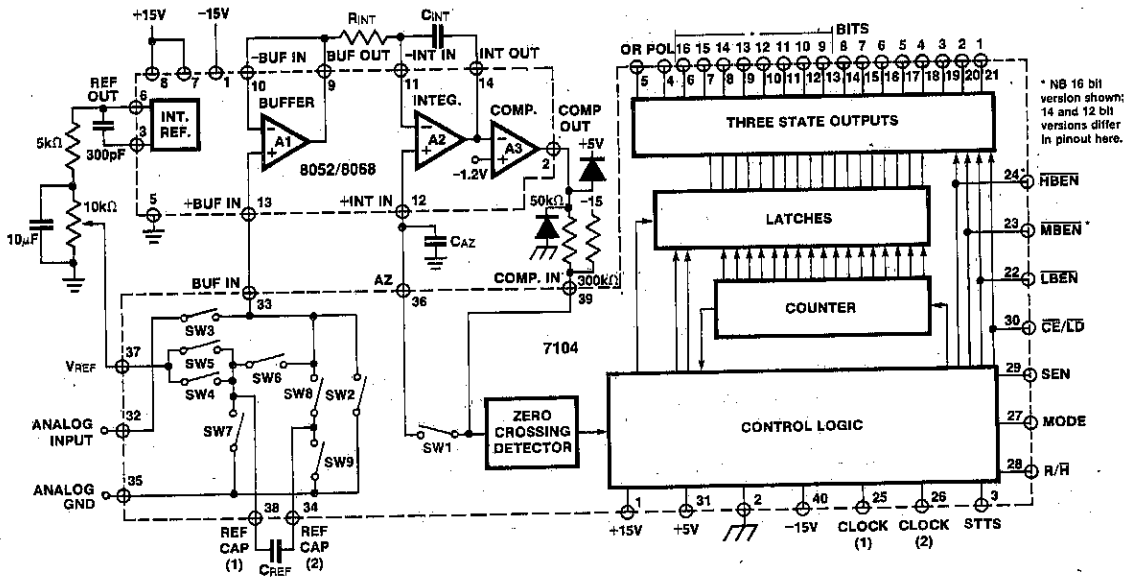 +15V
-15V
RINT
CINT
BITS
-BUF IN
BUF OUT
-INT IN
INT OUT
OR POL 16 15 14 13 12 11 10 9 8 7 6 5 4 3 2 1
8 7 1 10 9 11 14
5 4 6 7 8 9 10 11 12 13 14 15 16 17 18 19 20 21
REF OUT
6
INT. REF.
3
BUFFER
A1
8052/8068
INTEG.
A2
COMP.
A3
COMP OUT
2
-1.2V
+5V
THREE STATE OUTPUTS
* NB 16 bit
version shown;
14 and 12 bit
versions differ
in pinout here.
5kΩ
300pF
10kΩ
10µF
5
+BUF IN
13
+INT IN
12
50kΩ
-15
300kΩ
CAZ
LATCHES
24*
HBEN
23
MBEN *
22
LBEN
30
CE/LD
BUF IN
33
AZ
36
COMP. IN
39
COUNTER
7104
VREF
37
SW3
SW5
SW4
SW6
SW8
SW2
SW7
SW9
SW1
ANALOG INPUT
32
ANALOG GND
35
ZERO CROSSING DETECTOR
CONTROL LOGIC
29
SEN
27
MODE
28
R/H
38
34
REF CAP (1)
CREF
REF CAP (2)
1
+15V
31
+5V
2
40
-15V
25
CLOCK (1)
26
CLOCK (2)
3
STTS